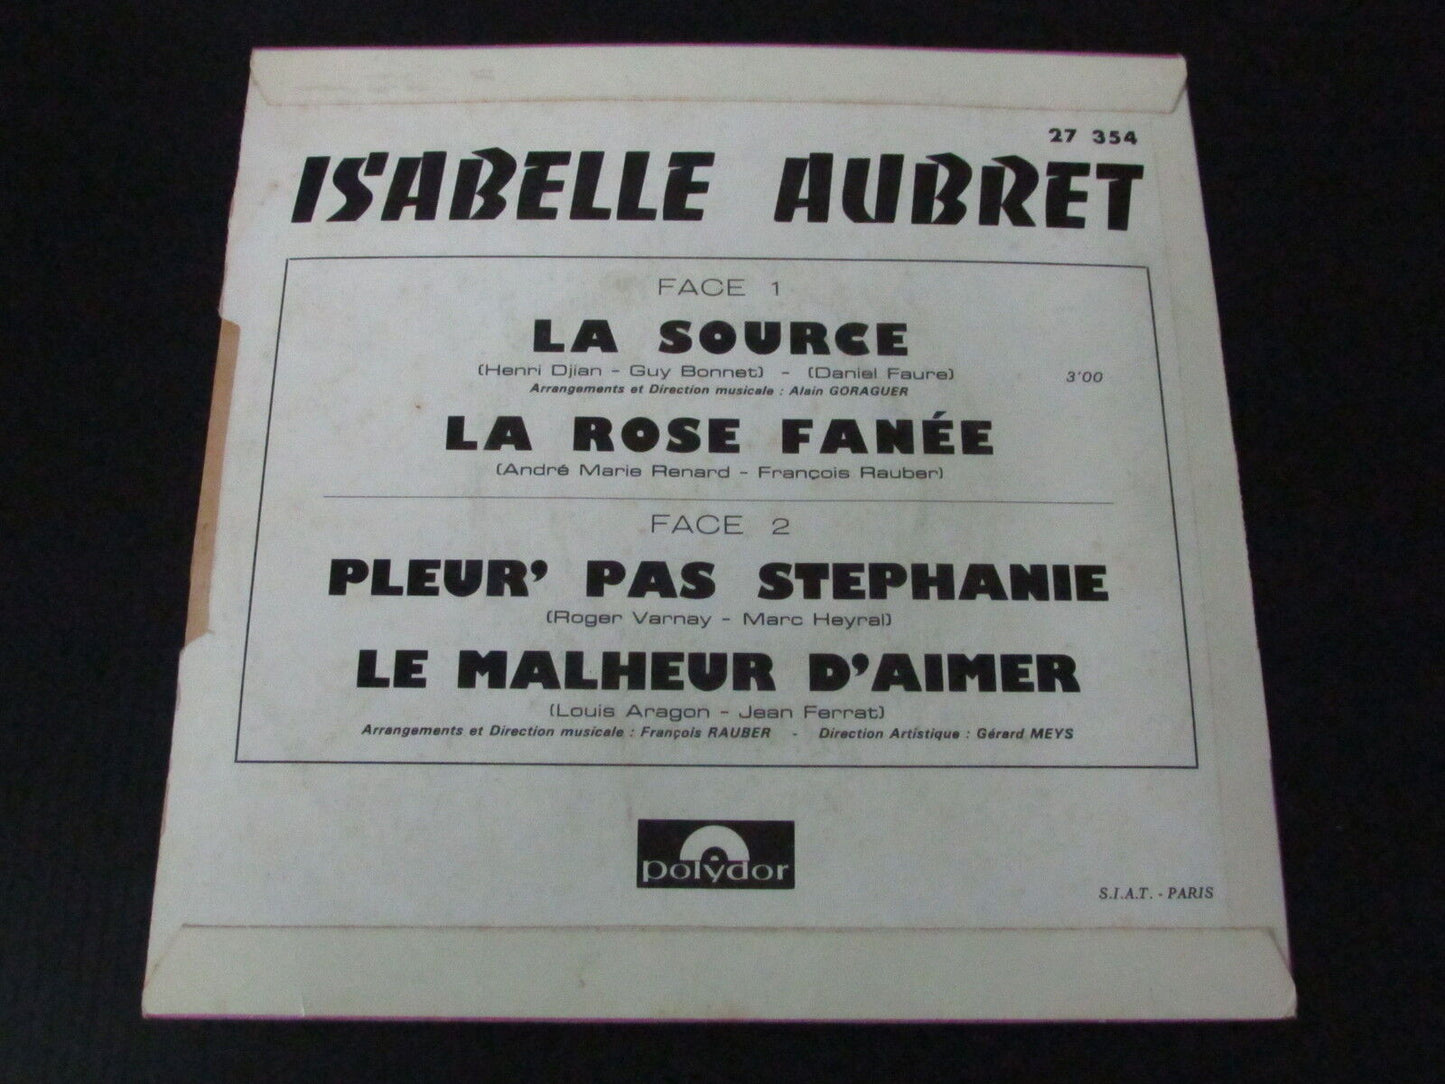 27 354
ISABELLE AUBRET
FACE 1
LA SOURCE
(Henri Djian - Guy Bonnet) - (Daniel Faure) 3'00
Arrangements et Direction musicale : Alain GORAGUER
LA ROSE FANÉE
(André Marie Renard - François Rauber)
FACE 2
PLEUR' PAS STEPHANIE
(Roger Varnay - Marc Heyral)
LE MALHEUR D'AIMER
(Louis Aragon - Jean Ferrat)
Arrangements et Direction musicale : François RAUBER - Direction Artistique : Gérard MEYS
polydor
S.I.A.T. - PARIS